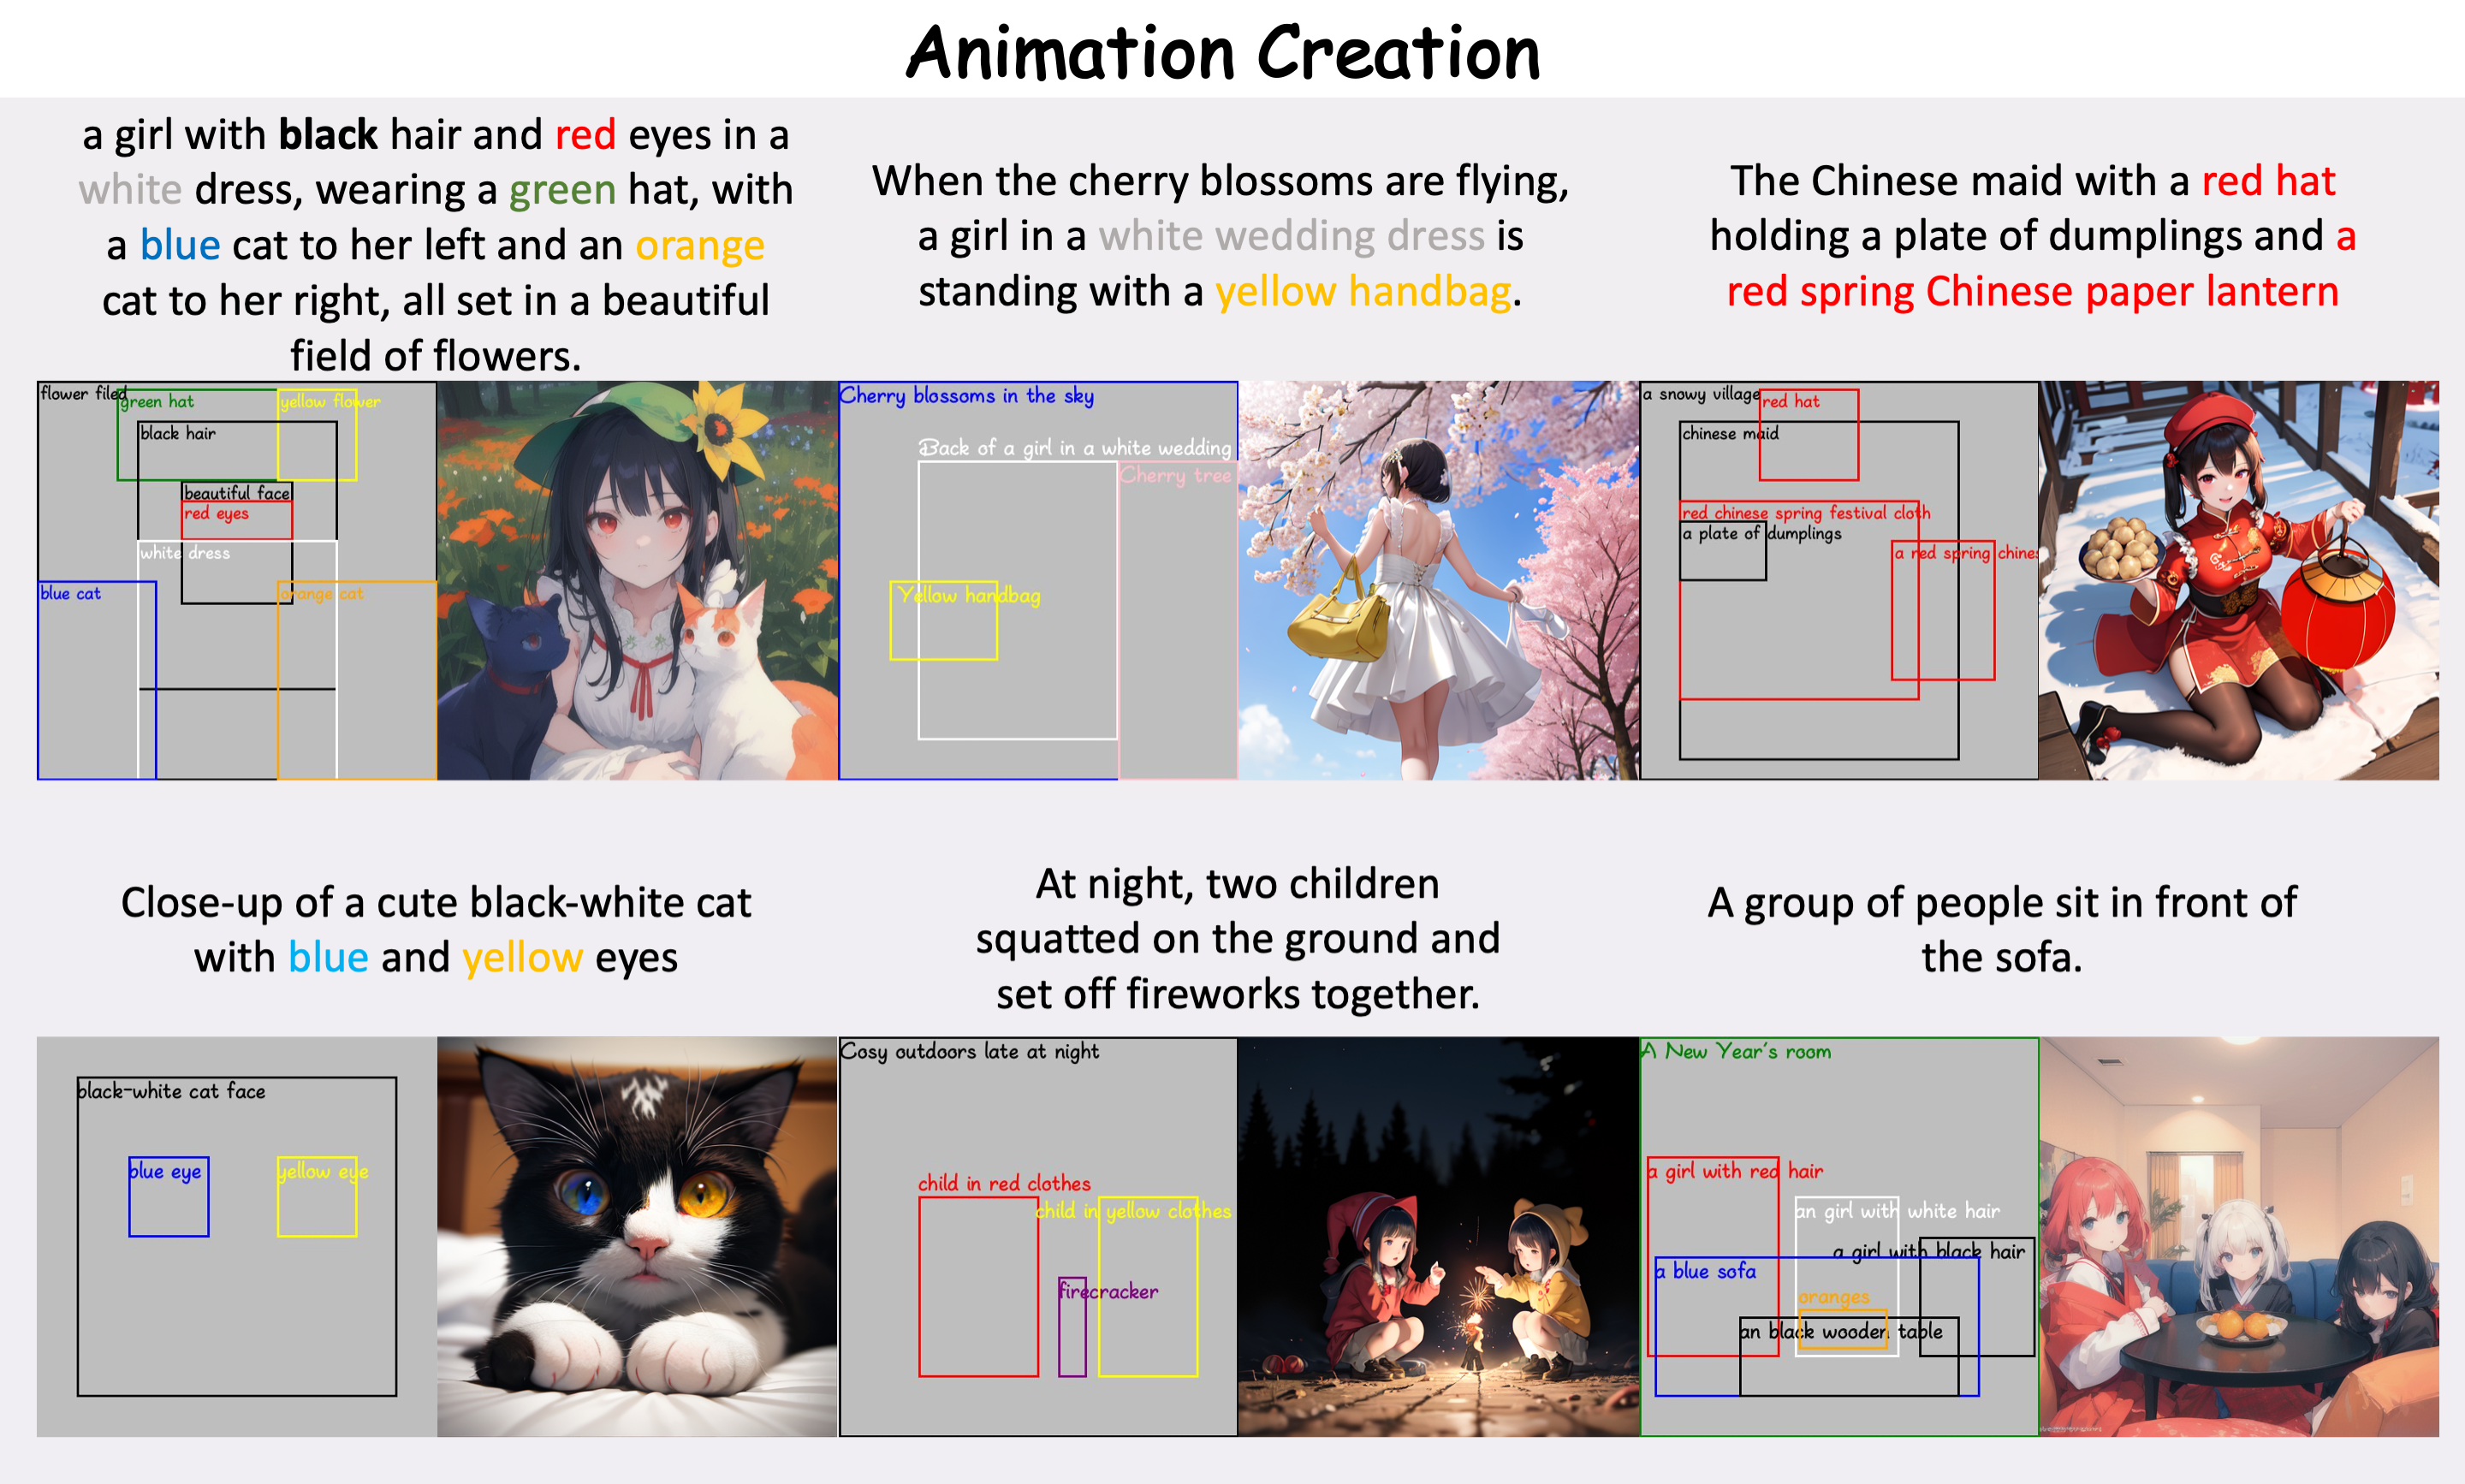 Animation Creation
a girl with black hair and red eyes in a
white dress, wearing a green hat, with
a blue cat to her left and an orange
cat to her right, all set in a beautiful
field of flowers.
When the cherry blossoms are flying,
a girl in a white wedding dress is
standing with a yellow handbag.
The Chinese maid with a red hat
holding a plate of dumplings and a
red spring Chinese paper lantern
flower filed
green hat
yellow flower
black hair
beautiful face
red eyes
white dress
blue cat
orange cat
Cherry blossoms in the sky
Back of a girl in a white wedding
Cherry tree
Yellow handbag
a snowy village
red hat
chinese maid
red chinese spring festival cloth
a plate of dumplings
a red spring chines
Close-up of a cute black-white cat
with blue and yellow eyes
At night, two children
squatted on the ground and
set off fireworks together.
A group of people sit in front of
the sofa.
black-white cat face
blue eye
yellow eye
Cosy outdoors late at night
child in red clothes
child in yellow clothes
firecracker
A New Year's room
a girl with red hair
an girl with white hair
a girl with black hair
a blue sofa
oranges
an black wooden table